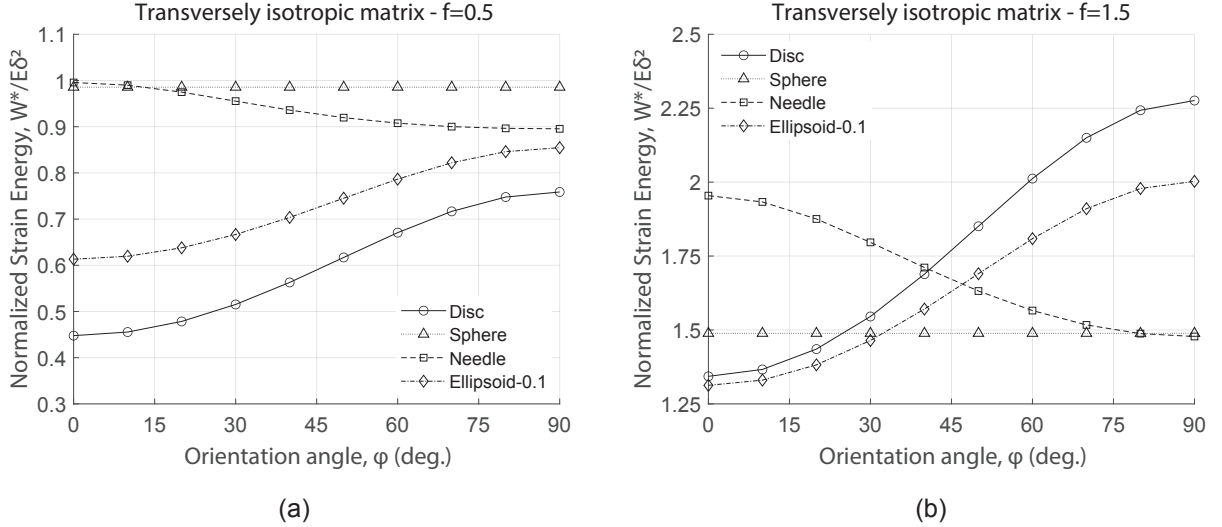 Transversely isotropic matrix - f=0.5
Normalized Strain Energy, W*/Eδ²
1.1
1
0.9
0.8
0.7
0.6
0.5
0.4
0.3
Disc
Sphere
Needle
Ellipsoid-0.1
0 15 30 45 60 75 90
Orientation angle, φ (deg.)
(a)
Transversely isotropic matrix - f=1.5
Normalized Strain Energy, W*/Eδ²
2.5
2.25
2
1.75
1.5
1.25
Disc
Sphere
Needle
Ellipsoid-0.1
0 15 30 45 60 75 90
Orientation angle, φ (deg.)
(b)